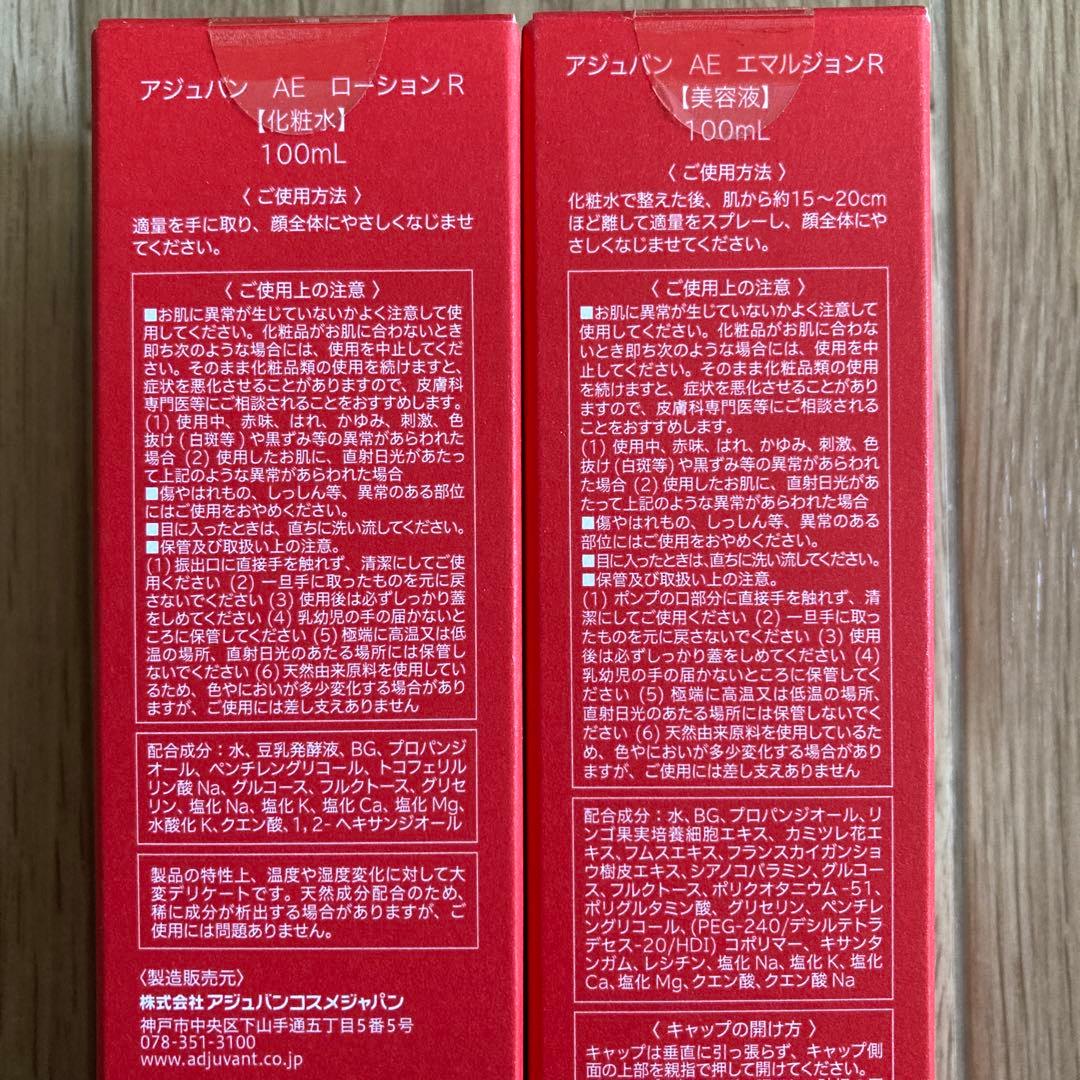 アジュバン AE ローションR
【化粧水】
100mL
〈 ご使用方法 〉
適量を手に取り、顔全体にやさしくなじませ
てください。
〈 ご使用上の注意 〉
■お肌に異常が生じていないかよく注意して使
用してください。化粧品がお肌に合わないとき
即ち次のような場合には、使用を中止してくだ
さい。そのまま化粧品類の使用を続けますと、
症状を悪化させることがありますので、皮膚科
専門医等にご相談されることをおすすめします。
(1) 使用中、赤味、はれ、かゆみ、刺激、色
抜け(白斑等)や黒ずみ等の異常があらわれた
場合 (2) 使用したお肌に、直射日光があたっ
て上記のような異常があらわれた場合
■傷やはれもの、しっしん等、異常のある部位
にはご使用をおやめください。
■目に入ったときは、直ちに洗い流してください。
■保管及び取扱い上の注意。
(1) 振出口に直接手を触れず、清潔にしてご使
用ください (2) 一旦手に取ったものを元に戻
さないでください (3) 使用後は必ずしっかり蓋
をしめてください (4) 乳幼児の手の届かないと
ころに保管してください (5) 極端に高温又は低
温の場所、直射日光のあたる場所には保管し
ないでください (6) 天然由来原料を使用してい
るため、色やにおいが多少変化する場合があり
ますが、ご使用には差し支えありません
配合成分：水、豆乳発酵液、BG、プロパンジ
オール、ペンチレングリコール、トコフェリル
リン酸Na、グルコース、フルクトース、グリセ
リン、塩化Na、塩化K、塩化Ca、塩化Mg、
水酸化K、クエン酸、1,2-ヘキサンジオール
製品の特性上、温度や湿度変化に対して大
変デリケートです。天然成分配合のため、
稀に成分が析出する場合がありますが、ご
使用には問題ありません。
〈製造販売元〉
株式会社アジュバンコスメジャパン
神戸市中央区下山手通五丁目5番5号
078-351-3100
www.adjuvant.co.jp
アジュバン AE エマルジョンR
【美容液】
100mL
〈 ご使用方法 〉
化粧水で整えた後、肌から約15～20cm
ほど離して適量をスプレーし、顔全体にや
さしくなじませてください。
〈 ご使用上の注意 〉
■お肌に異常が生じていないかよく注意して
使用してください。化粧品がお肌に合わな
いとき即ち次のような場合には、使用を中
止してください。そのまま化粧品類の使用
を続けますと、症状を悪化させることがあり
ますので、皮膚科専門医等にご相談される
ことをおすすめします。
(1) 使用中、赤味、はれ、かゆみ、刺激、色
抜け(白斑等)や黒ずみ等の異常があらわれ
た場合 (2) 使用したお肌に、直射日光があ
たって上記のような異常があらわれた場合
■傷やはれもの、しっしん等、異常のある
部位にはご使用をおやめください。
■目に入ったときは、直ちに洗い流してください。
■保管及び取扱い上の注意。
(1) ポンプの口部分に直接手を触れず、清
潔にしてご使用ください (2) 一旦手に取っ
たものを元に戻さないでください (3) 使用
後は必ずしっかり蓋をしめてください (4)
乳幼児の手の届かないところに保管してく
ださい (5) 極端に高温又は低温の場所、
直射日光のあたる場所には保管しないでくだ
さい (6) 天然由来原料を使用しているた
め、色やにおいが多少変化する場合があり
ますが、ご使用には差し支えありません
配合成分：水、BG、プロパンジオール、リ
ンゴ果実培養細胞エキス、カミツレ花エ
キス、フムスエキス、フランスカイガンショ
ウ樹皮エキス、シアノコバラミン、グルコー
ス、フルクトース、ポリクオタニウム-51、
ポリグルタミン酸、グリセリン、ペンチレ
ングリコール、(PEG-240/デシルテトラ
デセス-20/HDI) コポリマー、キサンタ
ンガム、レシチン、塩化Na、塩化K、塩化
Ca、塩化Mg、クエン酸、クエン酸Na
〈 キャップの開け方 〉
キャップは垂直に引っ張らず、キャップ側
面の上部を親指で押して開けてください。